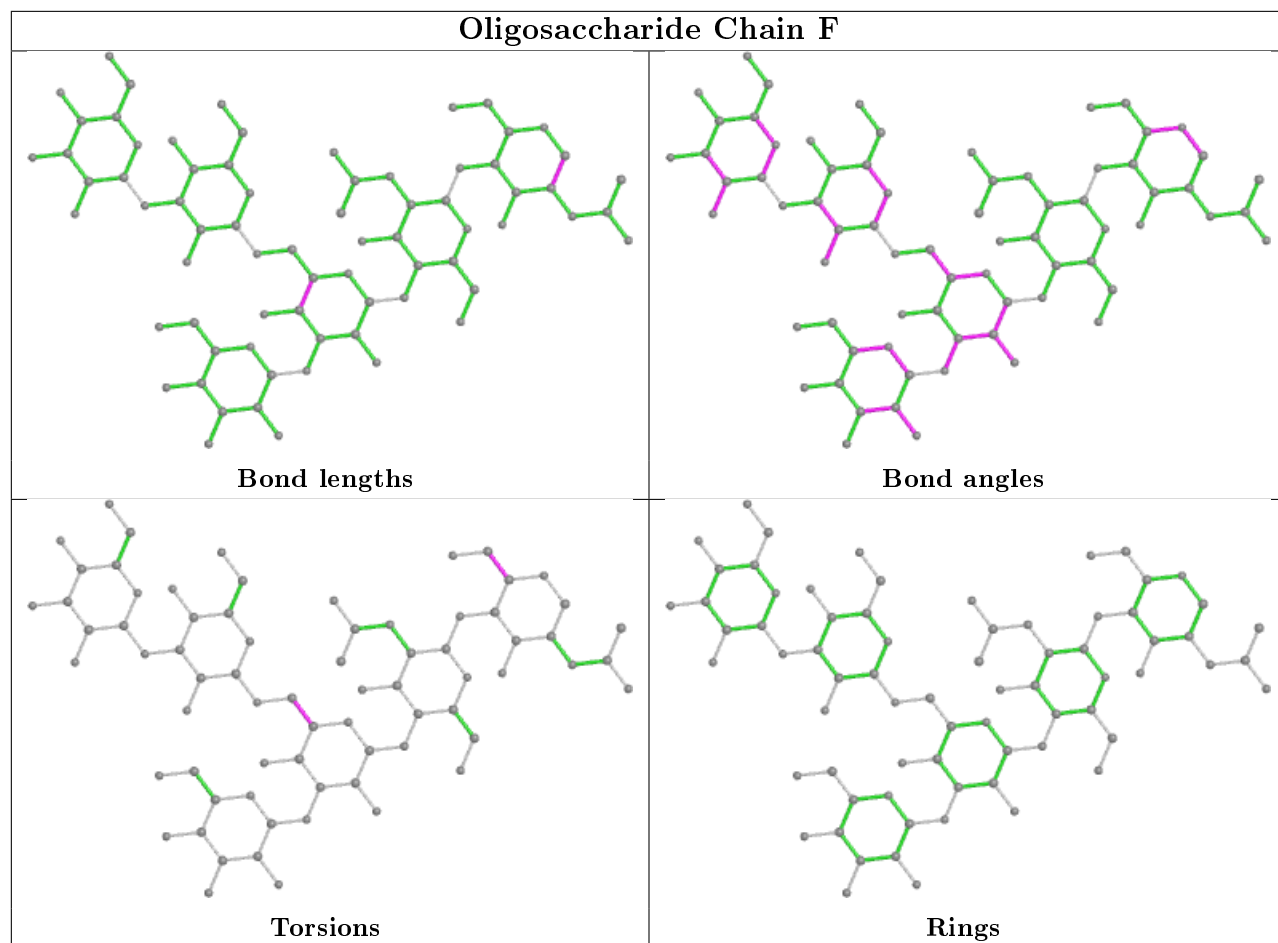 Oligosaccharide Chain F
Bond lengths
Bond angles
Torsions
Rings